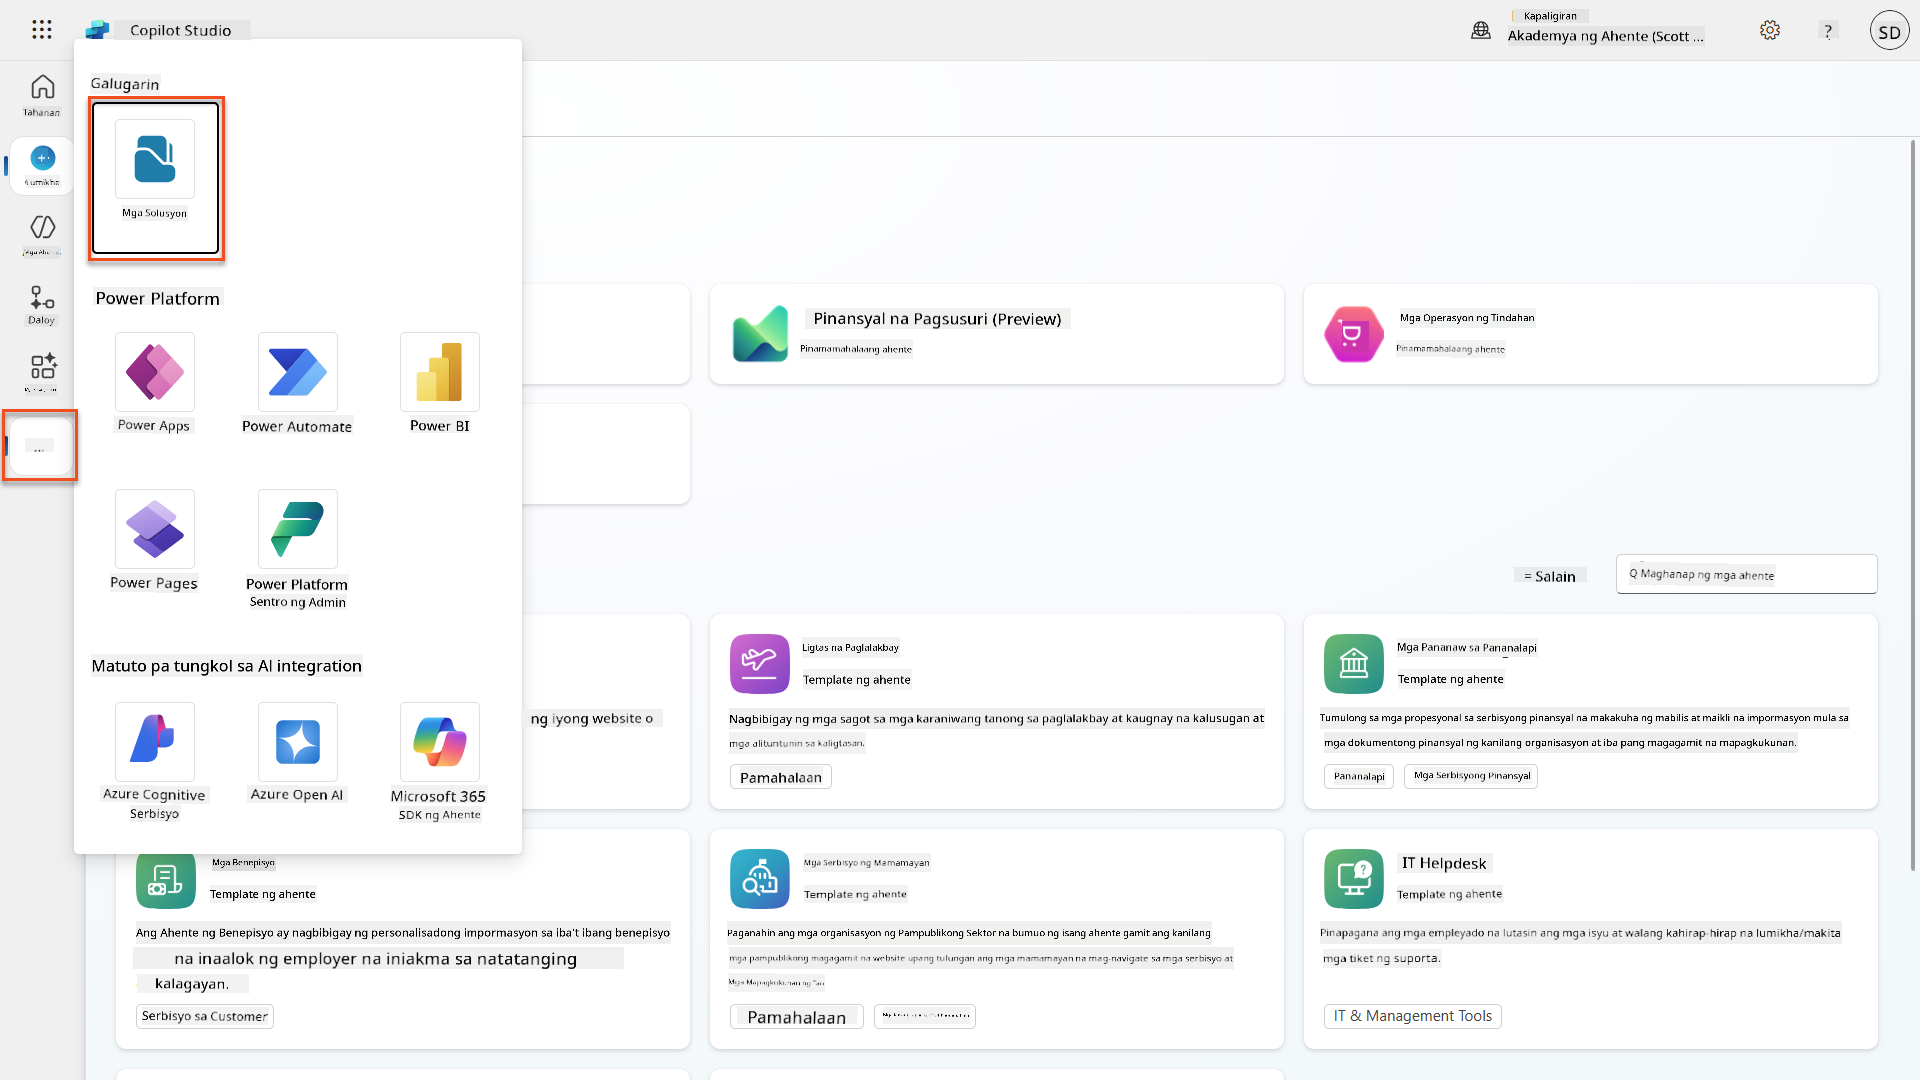 Copilot Studio
Kapaligiran
Akademya ng Ahente (Scott ...
?
SD
Tahanan
Lumikha
Daloy
...
Galugarin
Mga Solusyon
Power Platform
Power Apps
Power Automate
Power BI
Power Pages
Power Platform
Sentro ng Admin
Matuto pa tungkol sa AI integration
Azure Cognitive
Serbisyo
Azure Open AI
Microsoft 365
SDK ng Ahente
Pinansyal na Pagsusuri (Preview)
Pinamamahalaang ahente
Mga Operasyon ng Tindahan
Pinamamahalaang ahente
= Salain
Q Maghanap ng mga ahente
ng iyong website o
Ligtas na Paglalakbay
Template ng ahente
Nagbibigay ng mga sagot sa mga karaniwang tanong sa paglalakbay at kaugnay na kalusugan at
mga alituntunin sa kaligtasan.
Pamahalaan
Mga Pananaw sa Pananalapi
Template ng ahente
Tumulong sa mga propesyonal sa serbisyong pinansyal na makakuha ng mabilis at maikli na impormasyon mula sa
mga dokumentong pinansyal ng kanilang organisasyon at iba pang magagamit na mapagkukunan.
Pananalapi
Mga Serbisyong Pinansyal
Mga Benepisyo
Template ng ahente
Ang Ahente ng Benepisyo ay nagbibigay ng personalisadong impormasyon sa iba't ibang benepisyo
na inaalok ng employer na iniakma sa natatanging
kalagayan.
Serbisyo sa Customer
Mga Serbisyo ng Mamamayan
Template ng ahente
Paganahin ang mga organisasyon ng Pampublikong Sektor na bumuo ng isang ahente gamit ang kanilang
mga pampublikong magagamit na website upang tulungan ang mga mamamayan na mag-navigate sa mga serbisyo at
Mga Mapagkukunan ng Tao
Pamahalaan
IT Helpdesk
Template ng ahente
Pinapagana ang mga empleyado na lutasin ang mga isyu at walang kahirap-hirap na lumikha/makita
mga tiket ng suporta.
IT & Management Tools